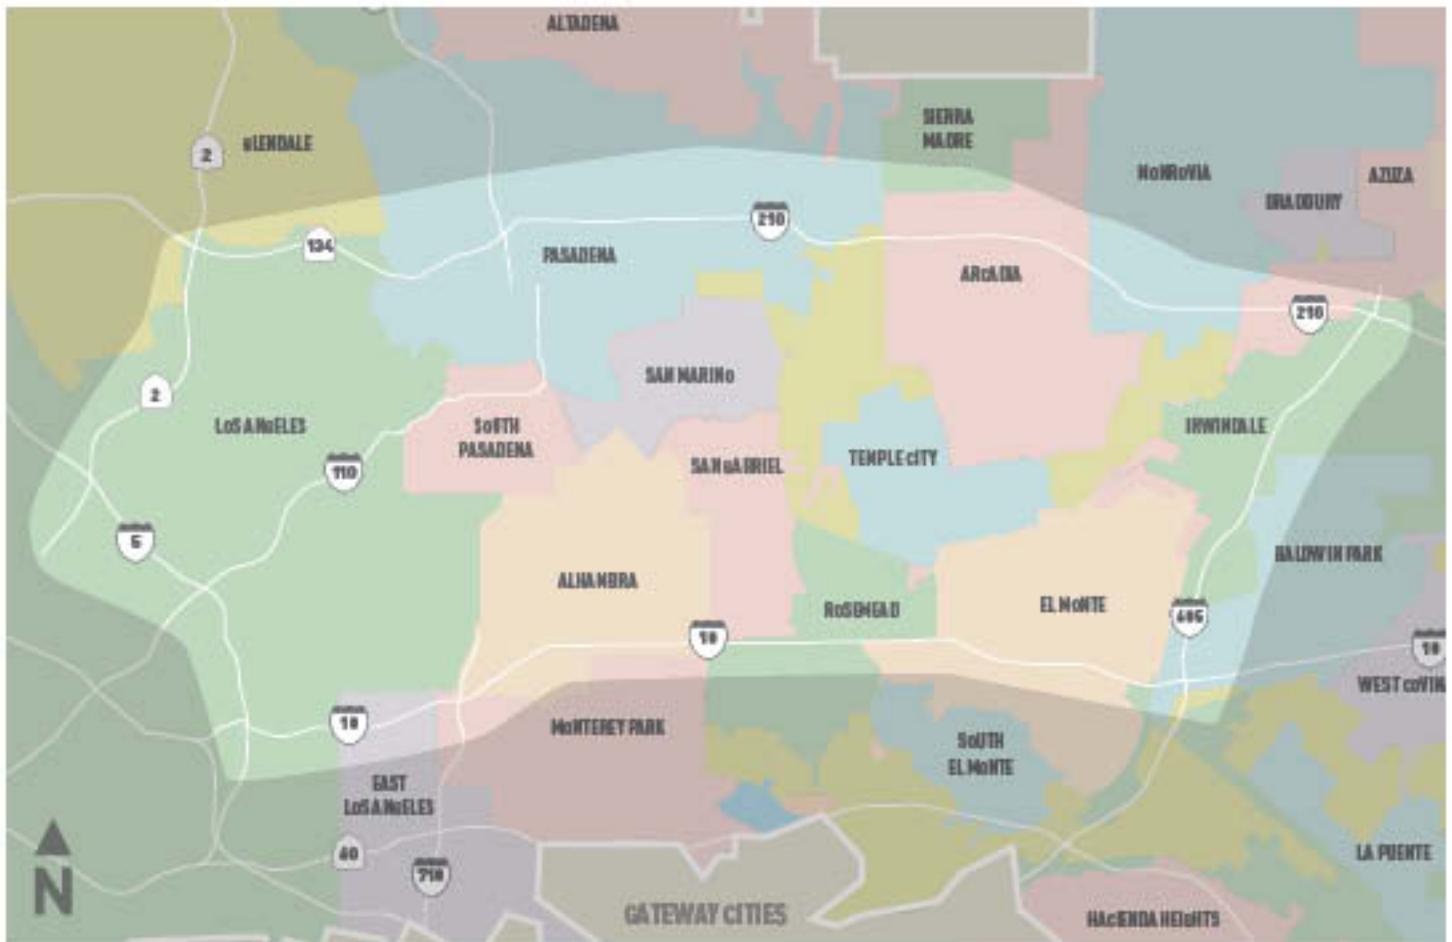 ALTADENA
SIERRA
MADRE
GLENDALE
2
MONROVIA
AZUZA
BRADBURY
210
134
PASADENA
ARCADIA
210
SAN MARINO
2
LOS ANGELES
SOUTH
PASADENA
IRWINDALE
SAN GABRIEL
TEMPLE CITY
110
5
BALDWIN PARK
ALHAMBRA
EL MONTE
ROSEMEAD
605
10
10
WEST COVINA
10
MONTEREY PARK
SOUTH
EL MONTE
EAST
LOS ANGELES
60
710
LA PUENTE
N
GATEWAY CITIES
HACIENDA HEIGHTS